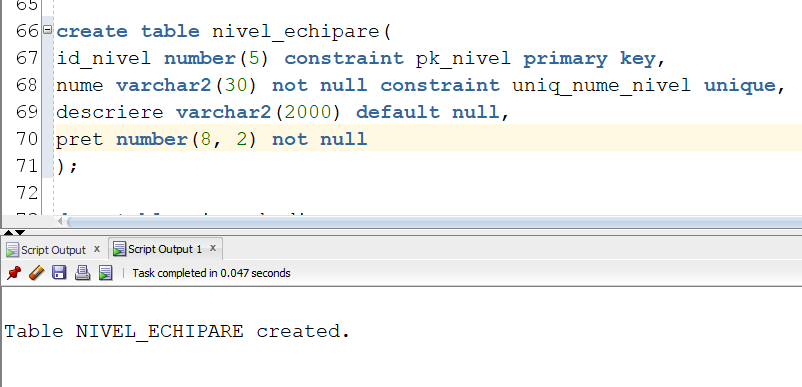 65
66 create table nivel_echipare(
67 id_nivel number(5) constraint pk_nivel primary key,
68 nume varchar2(30) not null constraint uniq_nume_nivel unique,
69 descriere varchar2(2000) default null,
70 pret number(8, 2) not null
71 );
72
Script Output x Script Output 1 x
Task completed in 0.047 seconds
Table NIVEL_ECHIPARE created.